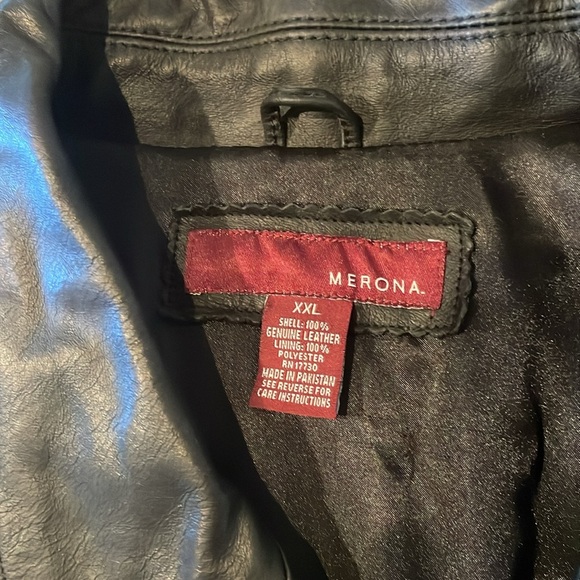 MERONA.
XXL
SHELL: 100%
GENUINE LEATHER
LINING: 100%
POLYESTER
RN 17730
MADE IN PAKISTAN
SEE REVERSE FOR
CARE INSTRUCTIONS